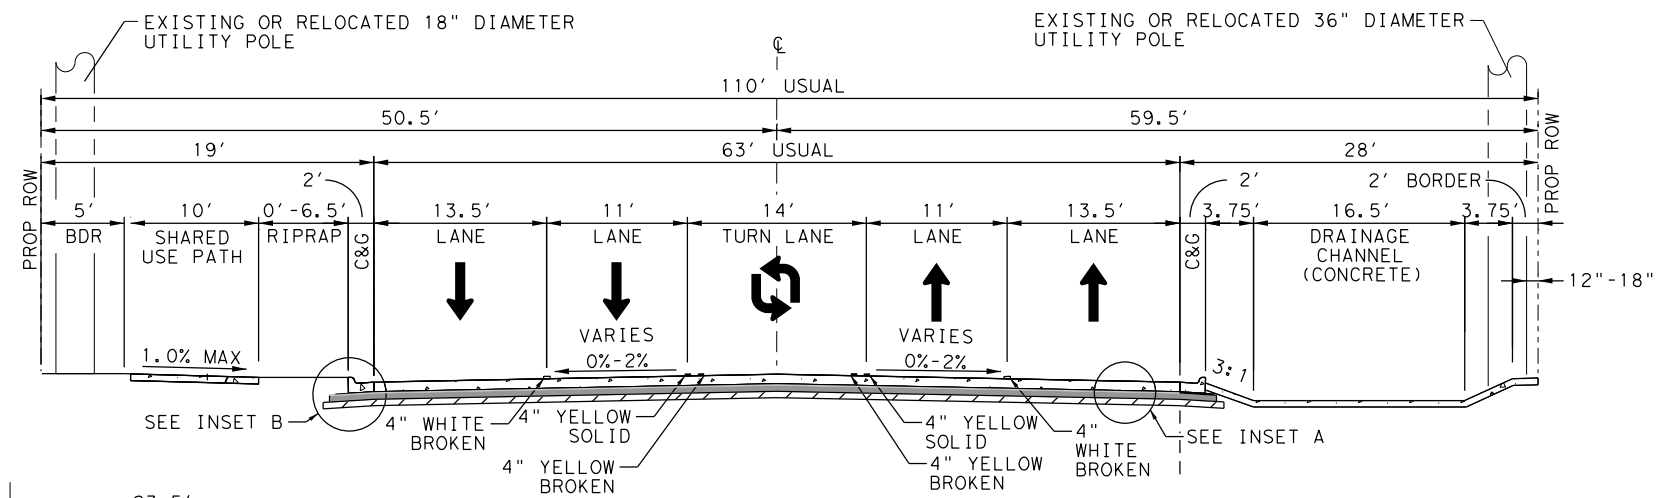 EXISTING OR RELOCATED 18" DIAMETER
UTILITY POLE
EXISTING OR RELOCATED 36" DIAMETER
UTILITY POLE
℄
110' USUAL
50.5'
59.5'
19'
63' USUAL
28'
PROP ROW
PROP ROW
2'
2'
2' BORDER
5'
10'
0'-6.5'
13.5'
11'
14'
11'
13.5'
3.75'
16.5'
3.75'
BDR
SHARED
USE PATH
RIPRAP
C&G
LANE
LANE
TURN LANE
LANE
LANE
C&G
DRAINAGE
CHANNEL
(CONCRETE)
12"-18"
VARIES
0%-2%
VARIES
0%-2%
1.0% MAX
3:1
SEE INSET B
4" WHITE
BROKEN
4" YELLOW
SOLID
4" YELLOW
BROKEN
4" YELLOW
SOLID
4" YELLOW
BROKEN
4"
WHITE
BROKEN
SEE INSET A